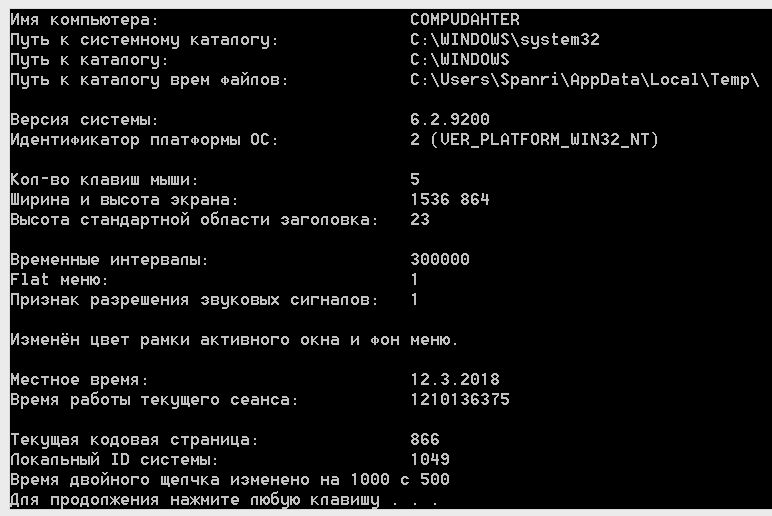 Имя компьютера: COMPUDAHTER
Путь к системному каталогу: C:\WINDOWS\system32
Путь к каталогу: C:\WINDOWS
Путь к каталогу врем файлов: C:\Users\Spanri\AppData\Local\Temp\
Версия системы: 6.2.9200
Идентификатор платформы ОС: 2 (VER_PLATFORM_WIN32_NT)
Кол-во клавиш мыши: 5
Ширина и высота экрана: 1536 864
Высота стандартной области заголовка: 23
Временные интервалы: 300000
Flat меню: 1
Признак разрешения звуковых сигналов: 1
Изменён цвет рамки активного окна и фон меню.
Местное время: 12.3.2018
Время работы текущего сеанса: 1210136375
Текущая кодовая страница: 866
Локальный ID системы: 1049
Время двойного щелчка изменено на 1000 с 500
Для продолжения нажмите любую клавишу . . .